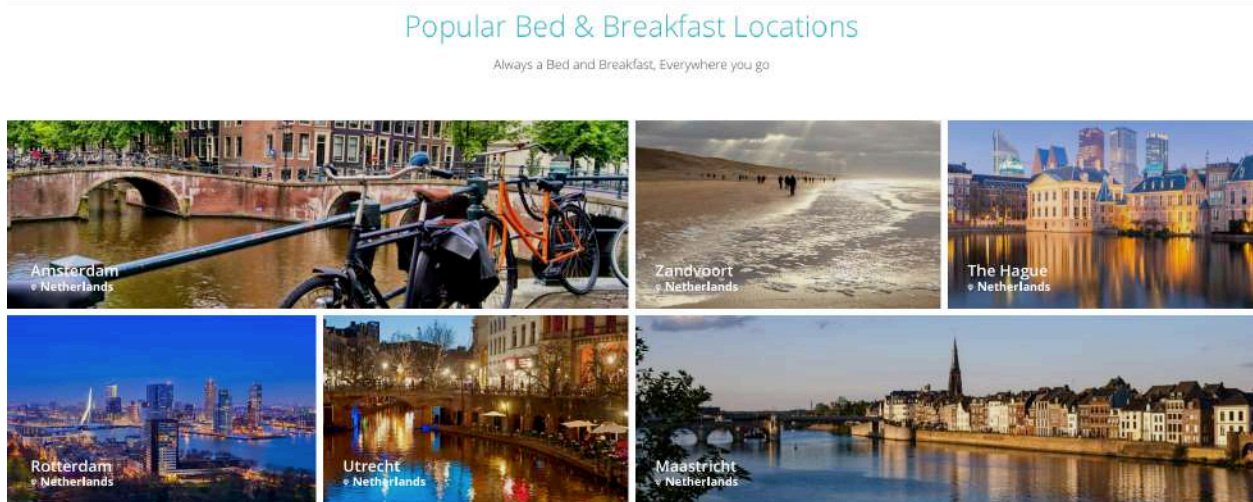 Popular Bed & Breakfast Locations
Always a Bed and Breakfast, Everywhere you go
Amsterdam
Netherlands
Zandvoort
Netherlands
The Hague
Netherlands
Rotterdam
Netherlands
Utrecht
Netherlands
Maastricht
Netherlands